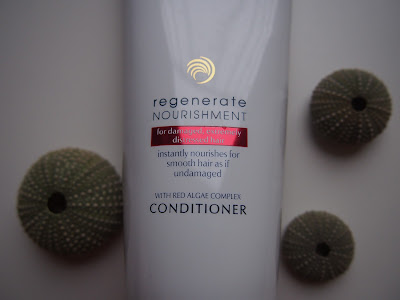 regenerate
NOURISHMENT
for damaged, extremely
distressed hair
instantly nourishes for
smooth hair as if
undamaged
WITH RED ALGAE COMPLEX
CONDITIONER